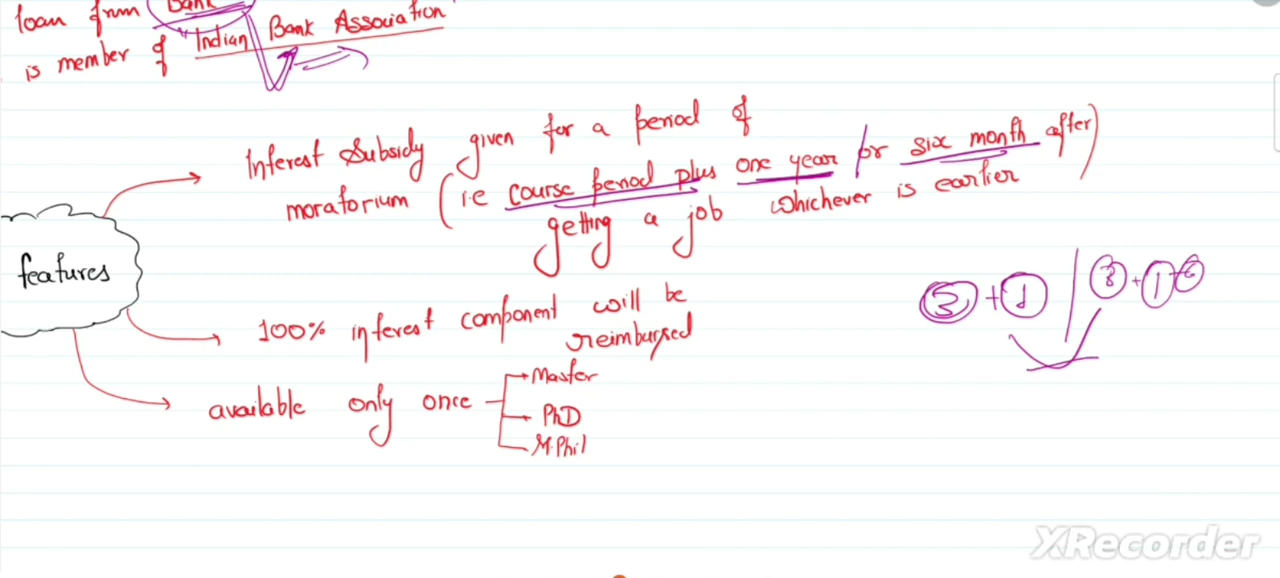 loan from Bank
is member of "Indian Bank Association"
features
Interest Subsidy given for a period of
moratorium (i.e course period plus one year / or six month after)
getting a job whichever is earlier
5 + 1 / 3 + 1
100% interest component will be
reimbursed
available only once
Master
PhD
M.Phil
XRecorder